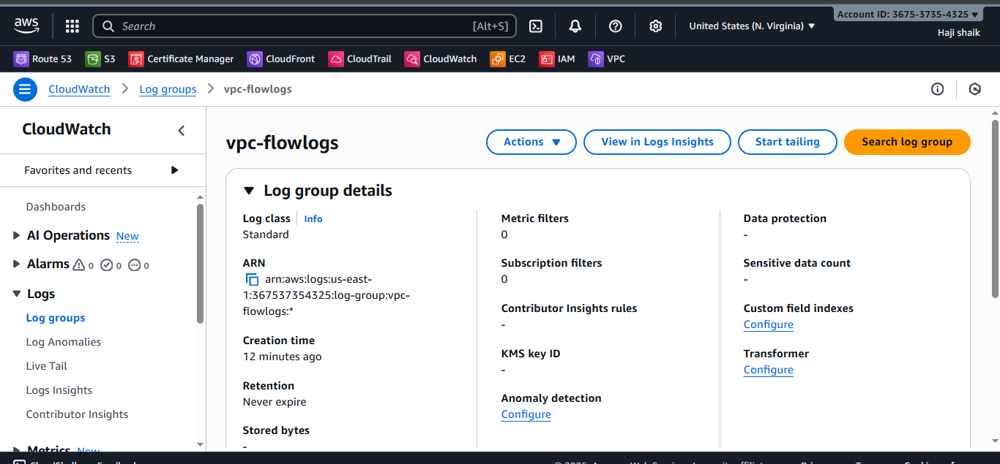 aws
Search
[Alt+S]
United States (N. Virginia) ▼
Account ID: 3675-3735-4325 ▼
Haji shaik
Route 53
S3
Certificate Manager
CloudFront
CloudTrail
CloudWatch
EC2
IAM
VPC
CloudWatch
Log groups
vpc-flowlogs
CloudWatch
Favorites and recents
Dashboards
AI Operations New
Alarms 0 0 0
Logs
Log groups
Log Anomalies
Live Tail
Logs Insights
Contributor Insights
Metrics New
vpc-flowlogs
Actions ▼
View in Logs Insights
Start tailing
Search log group
Log group details
Log class
Info
Standard
ARN
arn:aws:logs:us-east-
1:367537354325:log-group:vpc-
flowlogs:*
Creation time
12 minutes ago
Retention
Never expire
Stored bytes
-
Metric filters
0
Subscription filters
0
Contributor Insights rules
-
KMS key ID
-
Anomaly detection
Configure
Data protection
-
Sensitive data count
-
Custom field indexes
Configure
Transformer
Configure